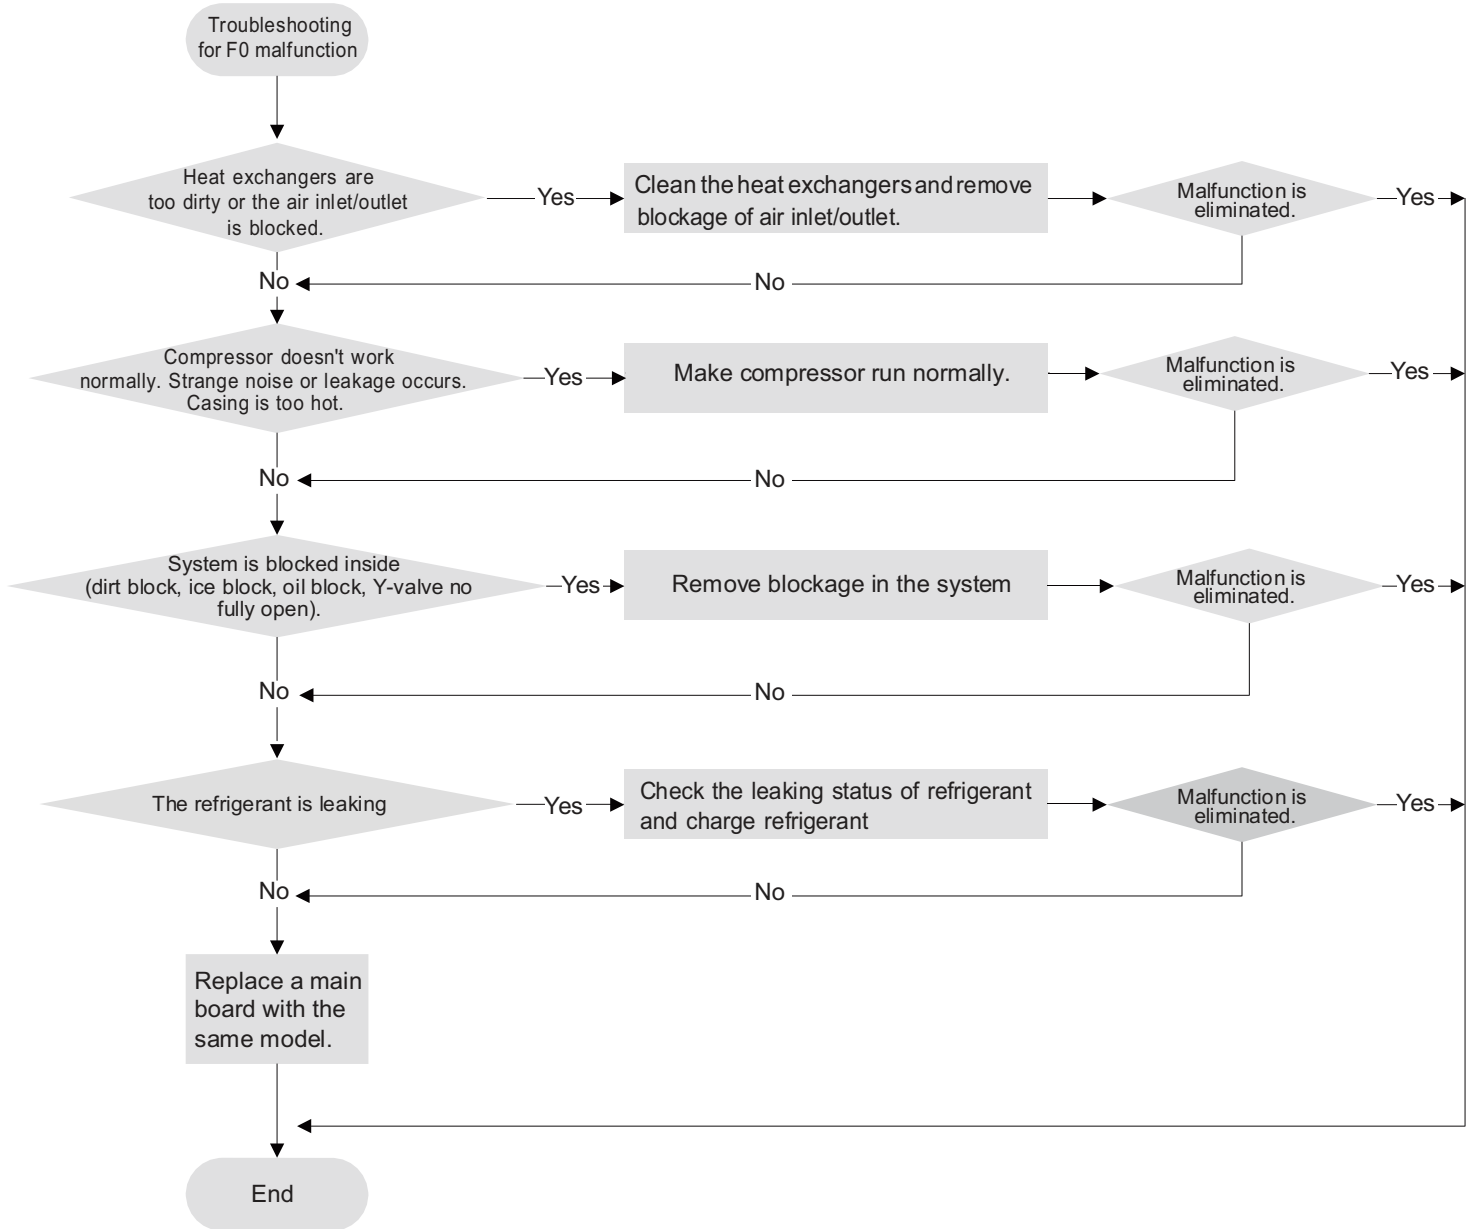 Troubleshooting
for F0 malfunction
Heat exchangers are
too dirty or the air inlet/outlet
is blocked.
Yes
Clean the heat exchangers and remove
blockage of air inlet/outlet.
Malfunction is
eliminated.
Yes
No
No
Compressor doesn't work
normally. Strange noise or leakage occurs.
Casing is too hot.
Yes
Make compressor run normally.
Malfunction is
eliminated.
Yes
No
No
System is blocked inside
(dirt block, ice block, oil block, Y-valve no
fully open).
Yes
Remove blockage in the system
Malfunction is
eliminated.
Yes
No
No
The refrigerant is leaking
Yes
Check the leaking status of refrigerant
and charge refrigerant
Malfunction is
eliminated.
Yes
No
No
Replace a main
board with the
same model.
End